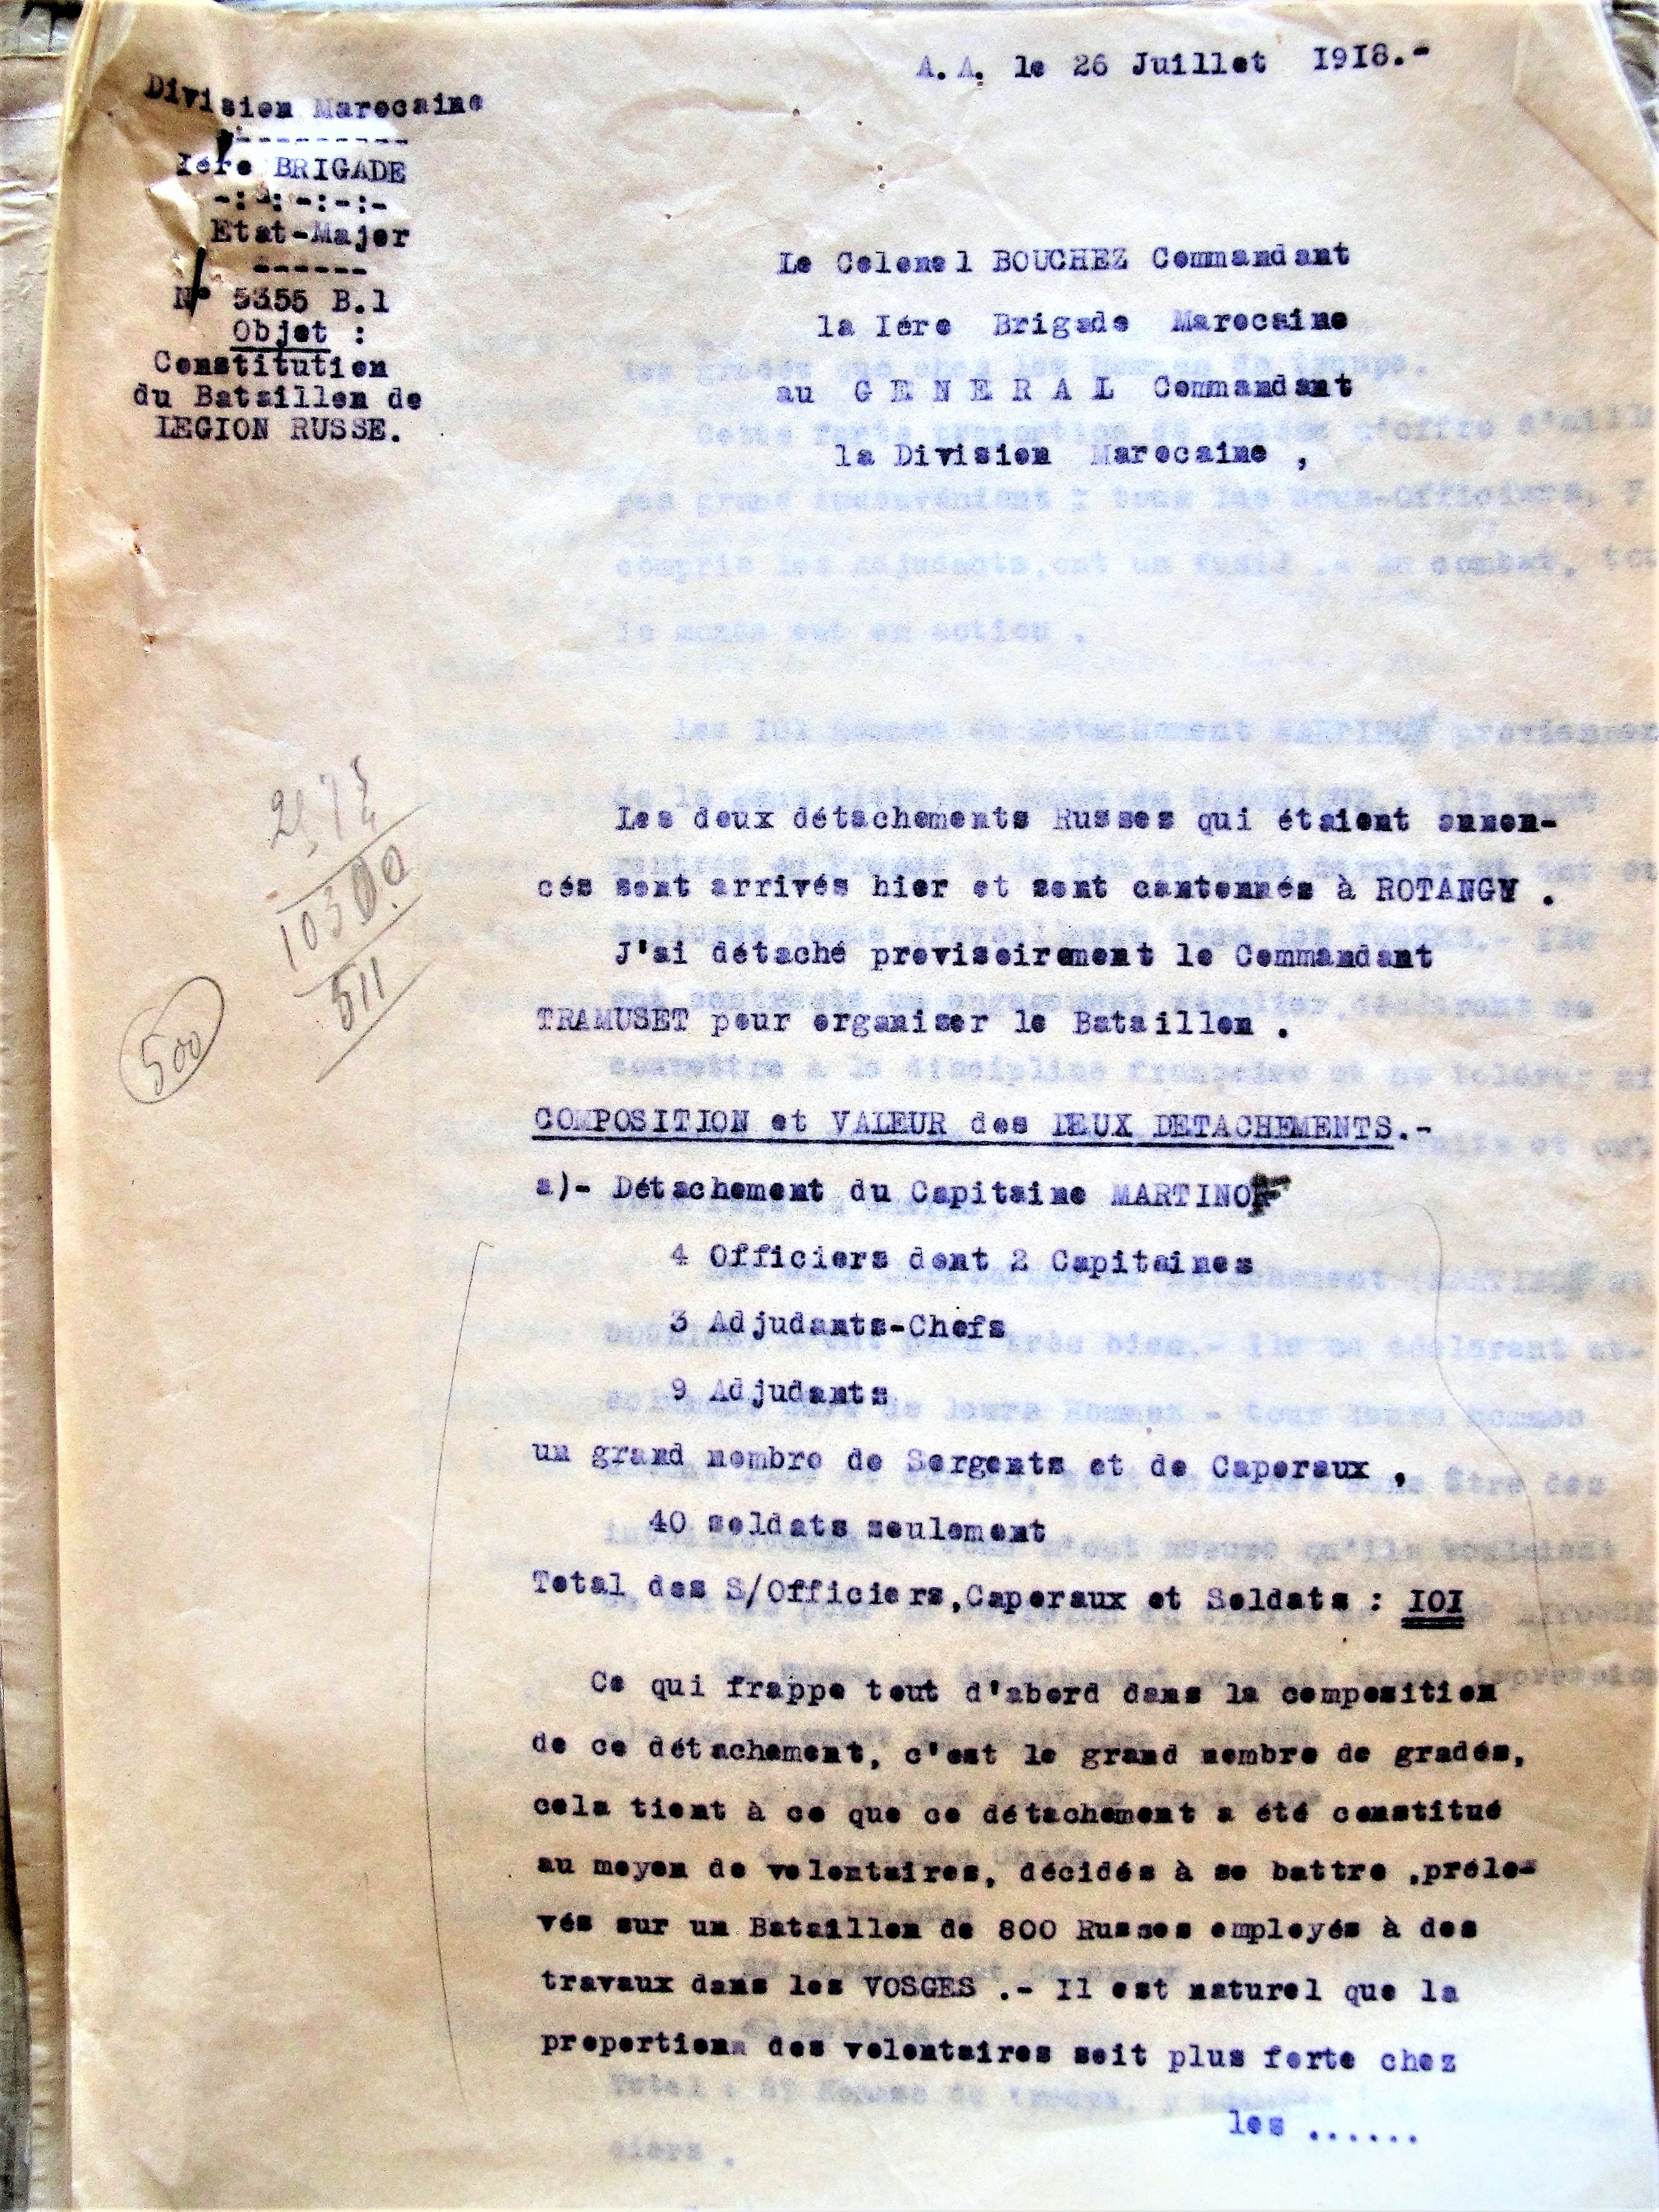 A. A. le 26 Juillet 1918.-
Division Marocaine
----------
Iére BRIGADE
-:-:-:-:-
Etat-Major
------
N° 5355 B.l
Objet :
Constitution
du Bataillon de
LEGION RUSSE.
Le Colonel BOUCHEZ Commandant
la Iére Brigade Marocaine
au G E N E R A L Commandant
la Division Marocaine ,
Les deux détachements Russes qui étaient annon-
cés sont arrivés hier et sont cantonnés à ROTANGY .
J'ai détaché provisoirement le Commandant
TRAMUSET pour organiser le Bataillon .
10300
511
500
COMPOSITION et VALEUR des DEUX DETACHEMENTS.-
a)- Détachement du Capitaine MARTINOF
4 Officiers dont 2 Capitaines
3 Adjudants-Chefs
9 Adjudants
un grand nombre de Sergents et de Caporaux ,
40 soldats seulement
Total des S/Officiers,Caporaux et Soldats : IOI
Ce qui frappe tout d'abord dans la composition
de ce détachement, c'est le grand nombre de gradés,
cela tient à ce que ce détachement a été constitué
au moyen de volontaires, décidés à se battre ,préle-
vés sur un Bataillon de 800 Russes employés à des
travaux dans les VOSGES .- Il est naturel que la
proportionn des volontaires soit plus forte chez
les ......